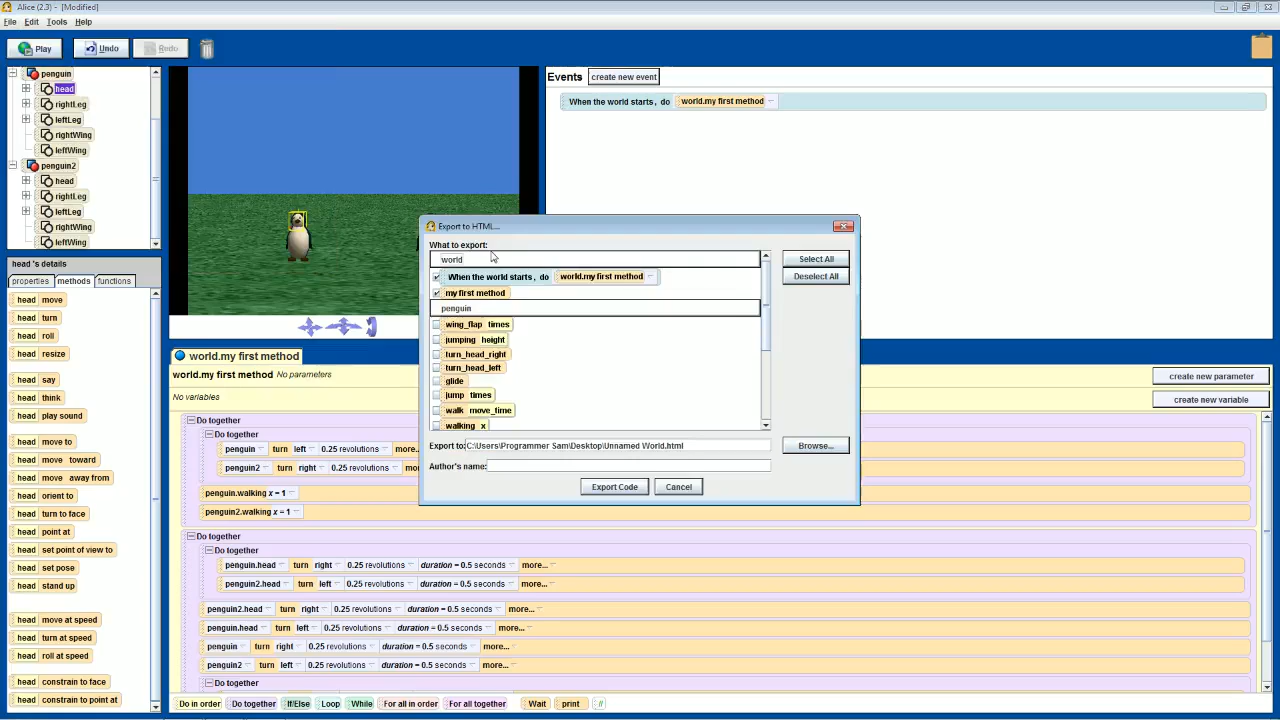 Alice (2.3) - [Modified]
File Edit Tools Help
Play Undo Redo
penguin
head
rightLeg
leftLeg
rightWing
leftWing
penguin2
head
rightLeg
leftLeg
rightWing
leftWing
Events create new event
When the world starts, do world.my first method
head 's details
properties methods functions
head move
head turn
head roll
head resize
head say
head think
head play sound
head move to
head move toward
head move away from
head orient to
head turn to face
head point at
head set point of view to
head set pose
head stand up
head move at speed
head turn at speed
head roll at speed
head constrain to face
head constrain to point at
Export to HTML...
What to export:
world
When the world starts, do world.my first method
my first method
penguin
wing_flap times
jumping height
turn_head_right
turn_head_left
glide
jump times
walk move_time
walking x
Select All
Deselect All
Export to: C:\Users\Programmer Sam\Desktop\Unnamed World.html Browse...
Author's name:
Export Code Cancel
world.my first method
world.my first method No parameters create new parameter
No variables create new variable
Do together
Do together
penguin turn left 0.25 revolutions more...
penguin2 turn right 0.25 revolutions more...
penguin.walking x = 1
penguin2.walking x = 1
Do together
Do together
penguin.head turn right 0.25 revolutions duration = 0.5 seconds more...
penguin2.head turn left 0.25 revolutions duration = 0.5 seconds more...
penguin2.head turn right 0.25 revolutions duration = 0.5 seconds more...
penguin.head turn left 0.25 revolutions duration = 0.5 seconds more...
penguin turn right 0.25 revolutions duration = 0.5 seconds more...
penguin2 turn left 0.25 revolutions duration = 0.5 seconds more...
Do together
Do in order Do together If/Else Loop While For all in order For all together Wait print //